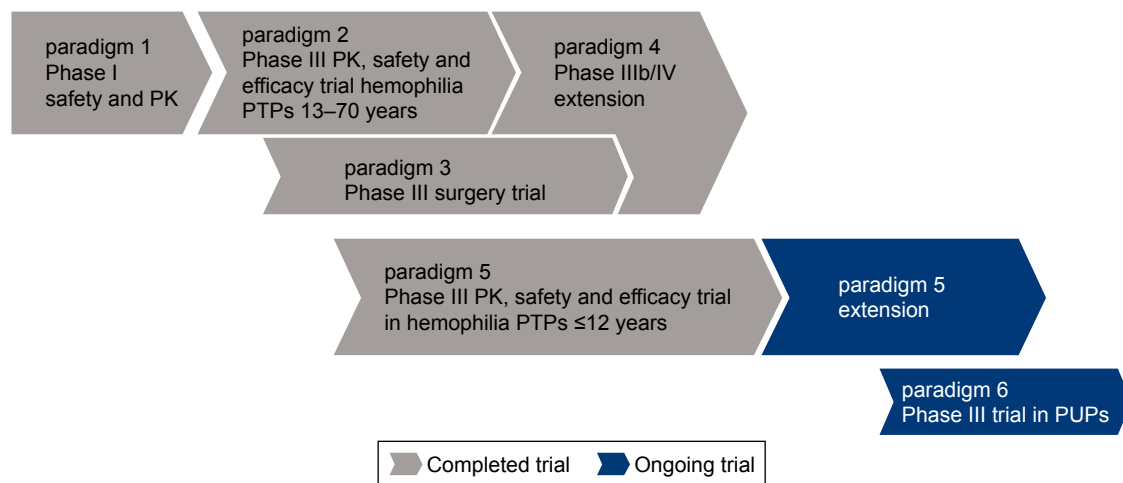 paradigm 1
Phase I
safety and PK
paradigm 2
Phase III PK, safety and
efficacy trial hemophilia
PTPs 13–70 years
paradigm 4
Phase IIIb/IV
extension
paradigm 3
Phase III surgery trial
paradigm 5
Phase III PK, safety and efficacy trial
in hemophilia PTPs ≤12 years
paradigm 5
extension
paradigm 6
Phase III trial in PUPs
Completed trial
Ongoing trial